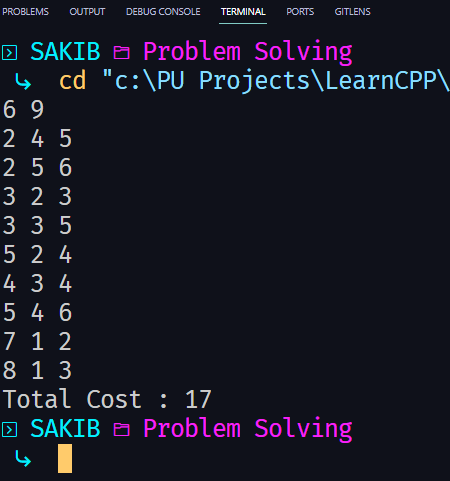 PROBLEMS OUTPUT DEBUG CONSOLE TERMINAL PORTS GITLENS
SAKIB Problem Solving
cd "c:\PU Projects\LearnCPP\
6 9
2 4 5
2 5 6
3 2 3
3 3 5
5 2 4
4 3 4
5 4 6
7 1 2
8 1 3
Total Cost : 17
SAKIB Problem Solving